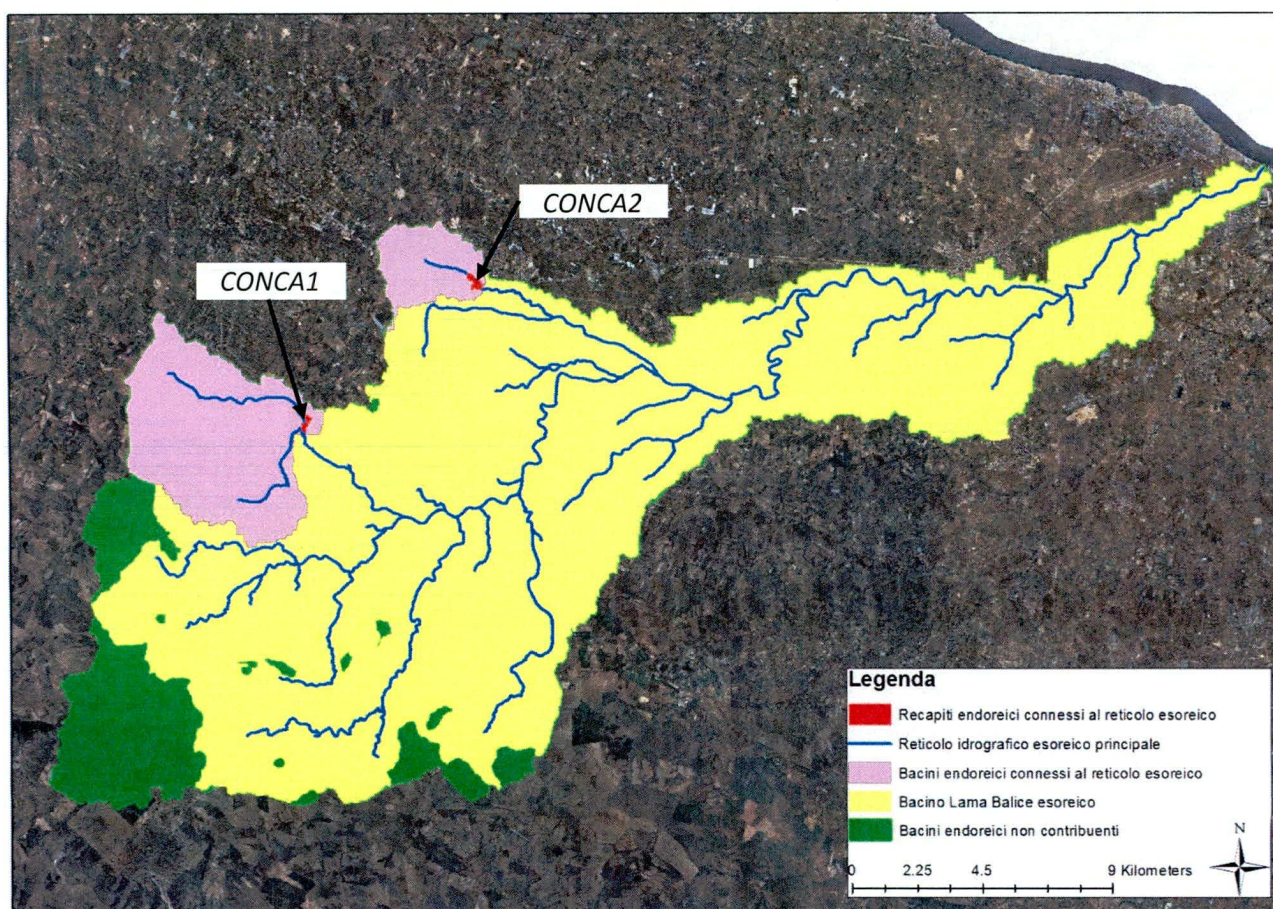 CONCA2
CONCA1
Legenda
Recapiti endoreici connessi al reticolo esoreico
Reticolo idrografico esoreico principale
Bacini endoreici connessi al reticolo esoreico
Bacino Lama Balice esoreico
Bacini endoreici non contribuenti
N
0 2.25 4.5 9 Kilometers